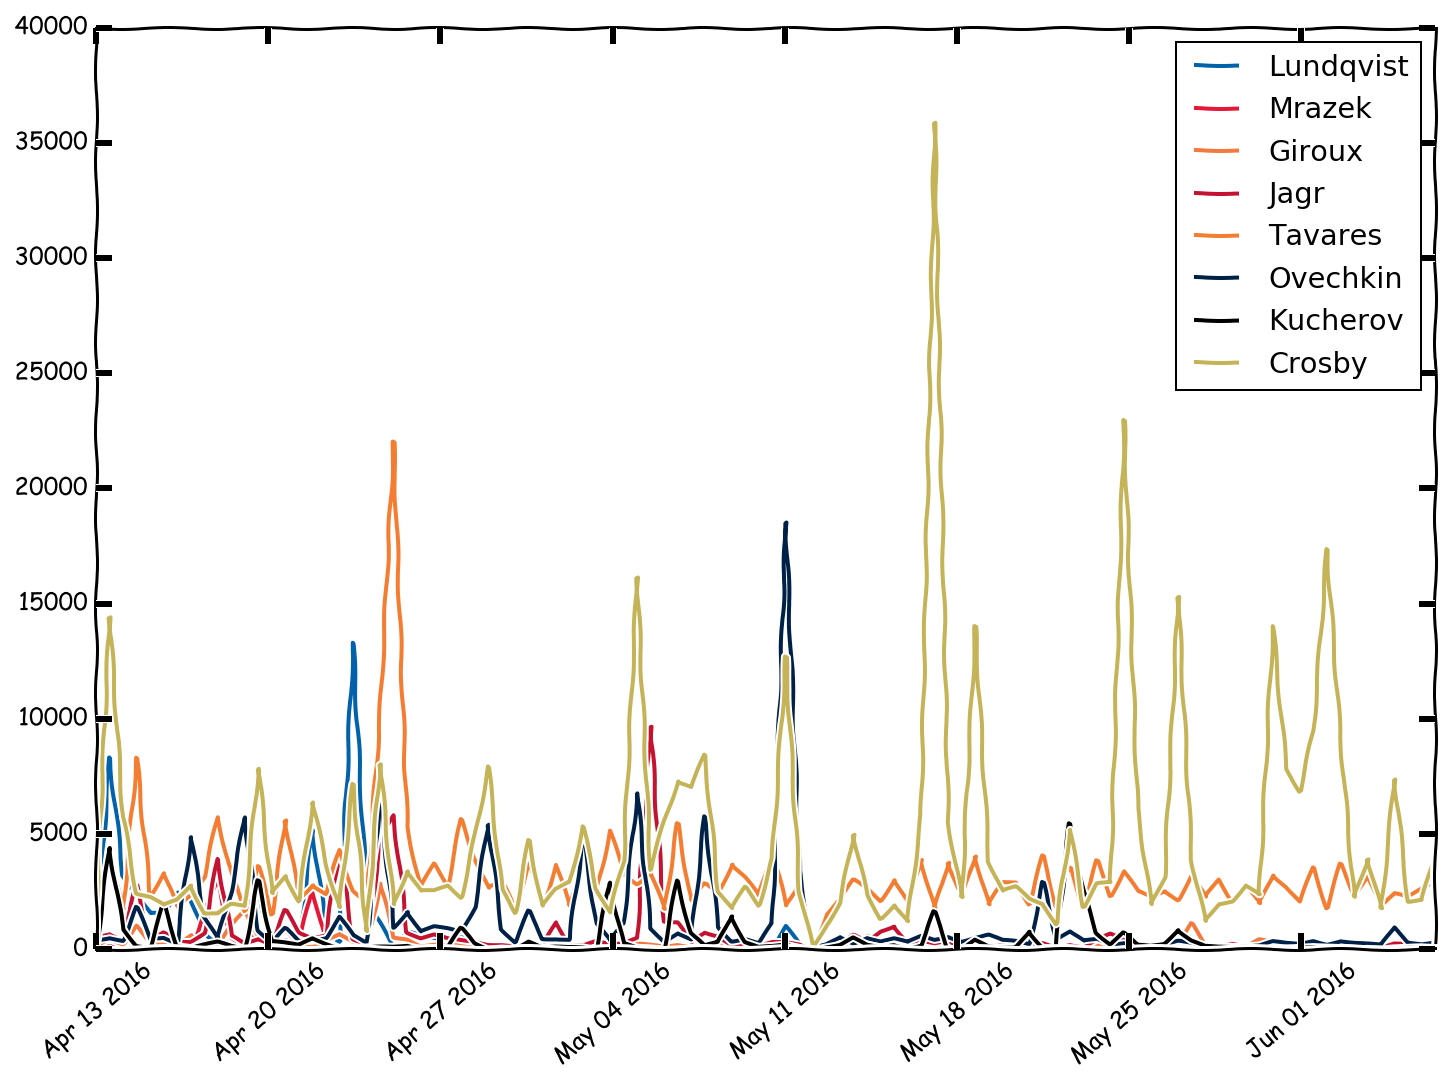 40000
35000
30000
25000
20000
15000
10000
5000
0
Lundqvist
Mrazek
Giroux
Jagr
Tavares
Ovechkin
Kucherov
Crosby
Apr 13 2016
Apr 20 2016
Apr 27 2016
May 04 2016
May 11 2016
May 18 2016
May 25 2016
Jun 01 2016